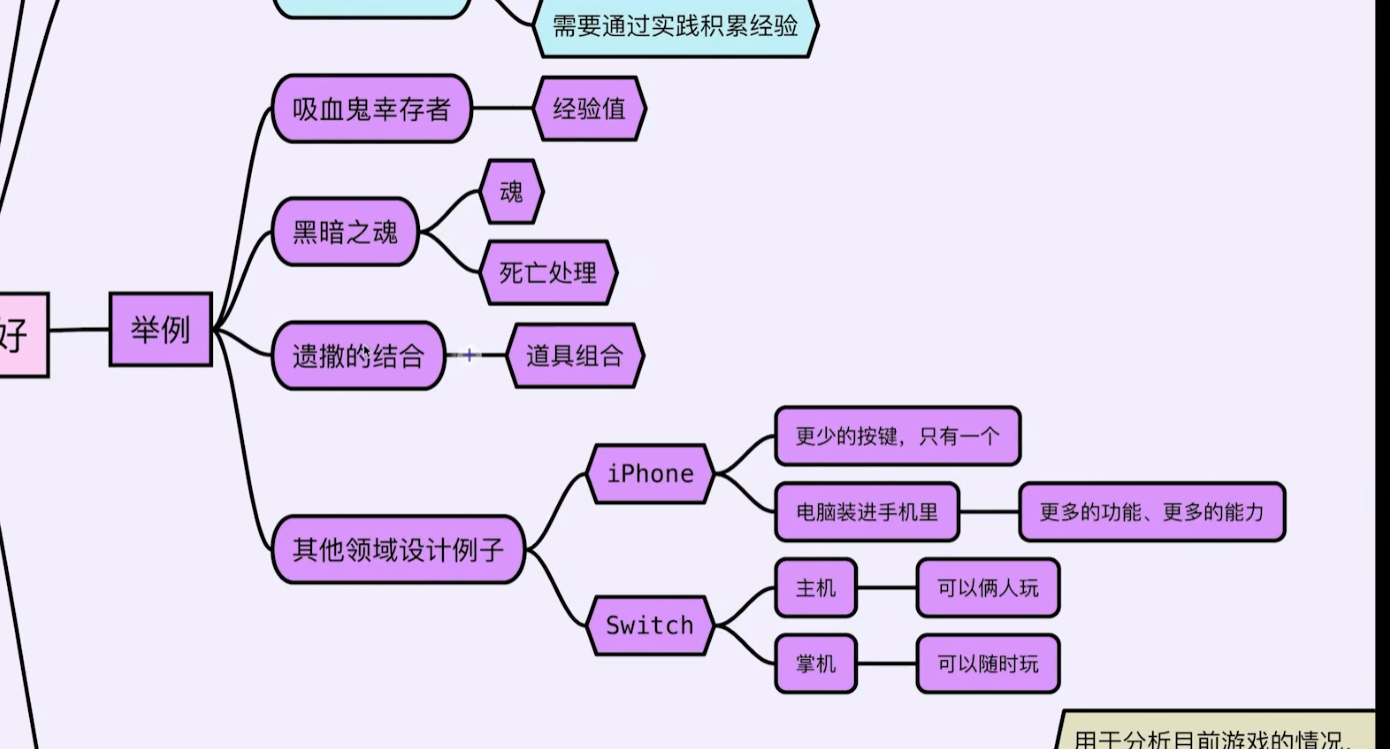 需要通过实践积累经验
吸血鬼幸存者
经验值
魂
黑暗之魂
死亡处理
好
举例
遗撒的结合
道具组合
更少的按键，只有一个
iPhone
电脑装进手机里
更多的功能、更多的能力
其他领域设计例子
主机
可以俩人玩
Switch
掌机
可以随时玩
用于分析目前游戏的情况，